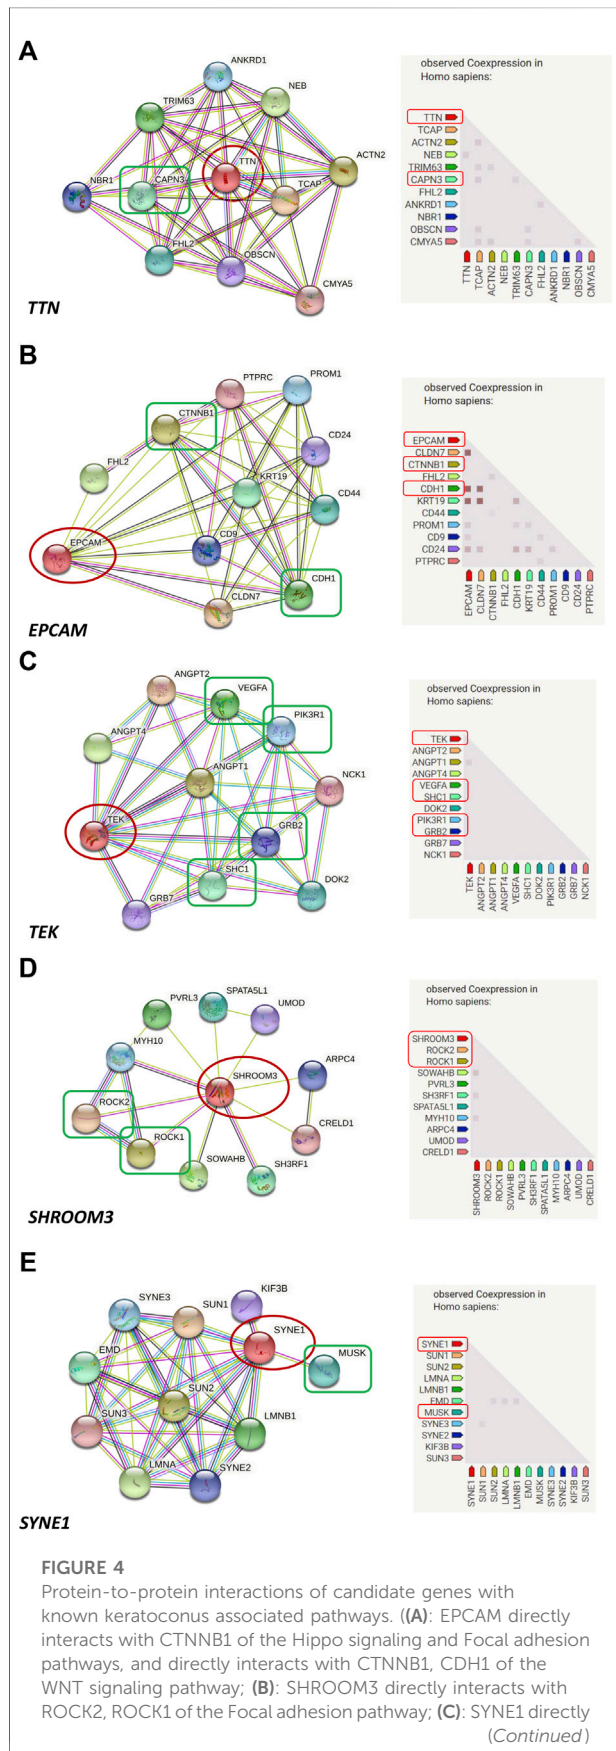 A
ANKRD1
NEB
TRIM63
TTN
ACTN2
NBR1
CAPN3
TCAP
FHL2
OBSCN
CMYA5
TTN
observed Coexpression in
Homo sapiens:
TTN
TCAP
ACTN2
NEB
TRIM63
CAPN3
FHL2
ANKRD1
NBR1
OBSCN
CMYA5
TTN
TCAP
ACTN2
NEB
TRIM63
CAPN3
FHL2
ANKRD1
NBR1
OBSCN
CMYA5
B
PTPRC
PROM1
CTNNB1
CD24
FHL2
KRT19
CD44
EPCAM
CD9
CDH1
CLDN7
EPCAM
observed Coexpression in
Homo sapiens:
EPCAM
CLDN7
CTNNB1
FHL2
CDH1
KRT19
CD44
PROM1
CD9
CD24
PTPRC
EPCAM
CLDN7
CTNNB1
FHL2
CDH1
KRT19
CD44
PROM1
CD9
CD24
PTPRC
C
ANGPT2
VEGFA
PIK3R1
ANGPT4
ANGPT1
NCK1
TEK
GRB2
SHC1
GRB7
DOK2
TEK
observed Coexpression in
Homo sapiens:
TEK
ANGPT2
ANGPT1
ANGPT4
VEGFA
SHC1
DOK2
PIK3R1
GRB2
GRB7
NCK1
TEK
ANGPT2
ANGPT1
ANGPT4
VEGFA
SHC1
DOK2
PIK3R1
GRB2
GRB7
NCK1
D
SPATA5L1
PVRL3
UMOD
MYH10
SHROOM3
ARPC4
ROCK2
ROCK1
CRELD1
SOWAHB
SH3RF1
SHROOM3
observed Coexpression in
Homo sapiens:
SHROOM3
ROCK2
ROCK1
SOWAHB
PVRL3
SH3RF1
SPATA5L1
MYH10
ARPC4
UMOD
CRELD1
SHROOM3
ROCK2
ROCK1
SOWAHB
PVRL3
SH3RF1
SPATA5L1
MYH10
ARPC4
UMOD
CRELD1
E
KIF3B
SYNE3
SUN1
SYNE1
EMD
MUSK
SUN2
SUN3
LMNB1
LMNA
SYNE2
SYNE1
observed Coexpression in
Homo sapiens:
SYNE1
SUN1
SUN2
LMNA
LMNB1
EMD
MUSK
SYNE3
SYNE2
KIF3B
SUN3
SYNE1
SUN1
SUN2
LMNA
LMNB1
EMD
MUSK
SYNE3
SYNE2
KIF3B
SUN3
FIGURE 4
Protein-to-protein interactions of candidate genes with
known keratoconus associated pathways. ((A): EPCAM directly
interacts with CTNNB1 of the Hippo signaling and Focal adhesion
pathways, and directly interacts with CTNNB1, CDH1 of the
WNT signaling pathway; (B): SHROOM3 directly interacts with
ROCK2, ROCK1 of the Focal adhesion pathway; (C): SYNE1 directly
(Continued)